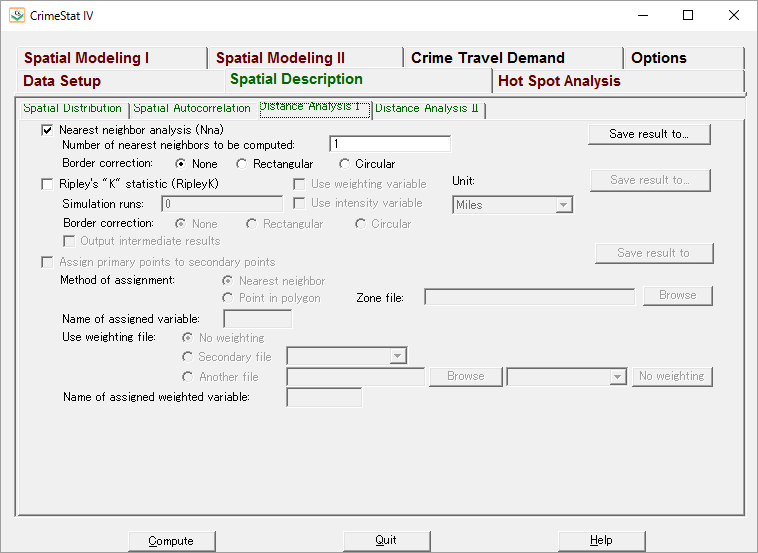 CrimeStat IV
Spatial Modeling I Spatial Modeling II Crime Travel Demand Options
Data Setup Spatial Description Hot Spot Analysis
Spatial Distribution Spatial Autocorrelation Distance Analysis I Distance Analysis II
Nearest neighbor analysis (Nna) Save result to...
Number of nearest neighbors to be computed: 1
Border correction: None Rectangular Circular
Ripley's "K" statistic (RipleyK) Use weighting variable Unit: Save result to...
Simulation runs: 0 Use intensity variable Miles
Border correction: None Rectangular Circular
Output intermediate results
Assign primary points to secondary points Save result to
Method of assignment: Nearest neighbor
Point in polygon Zone file: Browse
Name of assigned variable:
Use weighting file: No weighting
Secondary file
Another file Browse No weighting
Name of assigned weighted variable:
Compute Quit Help